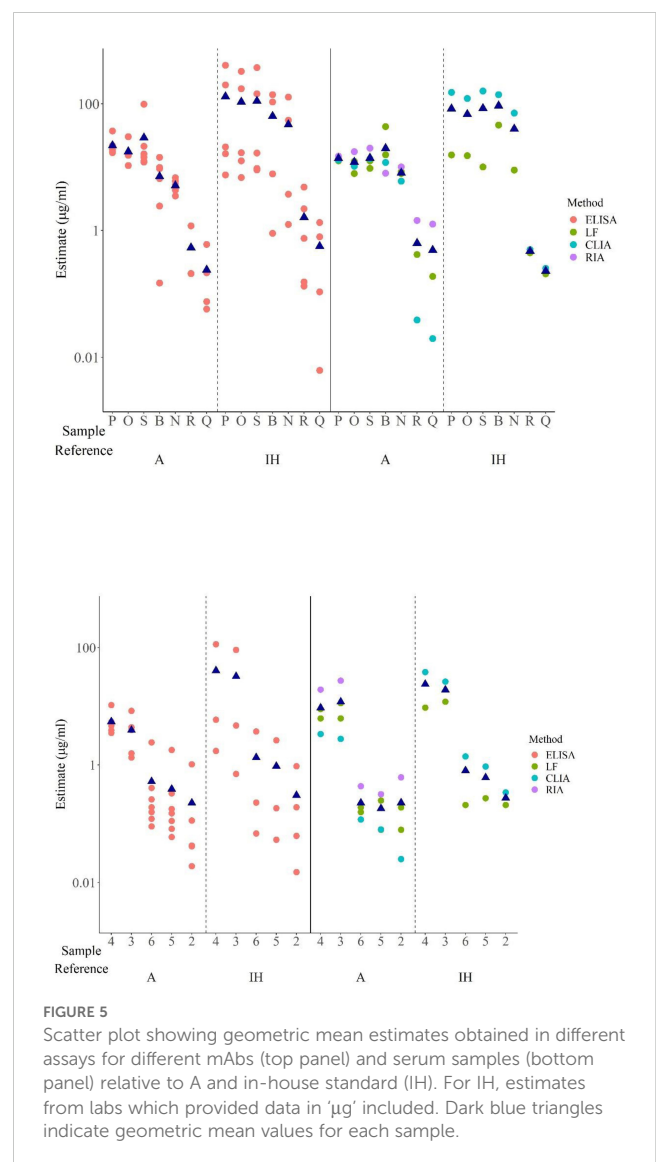 Estimate (µg/ml)
100
1
0.01
P O S B N R Q P O S B N R Q P O S B N R Q P O S B N R Q
Sample
Reference
A IH A IH
Method
ELISA
LF
CLIA
RIA
Estimate (µg/ml)
100
1
0.01
4 3 6 5 2 4 3 6 5 2 4 3 6 5 2 4 3 6 5 2
Sample
Reference
A IH A IH
Method
ELISA
LF
CLIA
RIA
FIGURE 5
Scatter plot showing geometric mean estimates obtained in different
assays for different mAbs (top panel) and serum samples (bottom
panel) relative to A and in-house standard (IH). For IH, estimates
from labs which provided data in ‘µg’ included. Dark blue triangles
indicate geometric mean values for each sample.